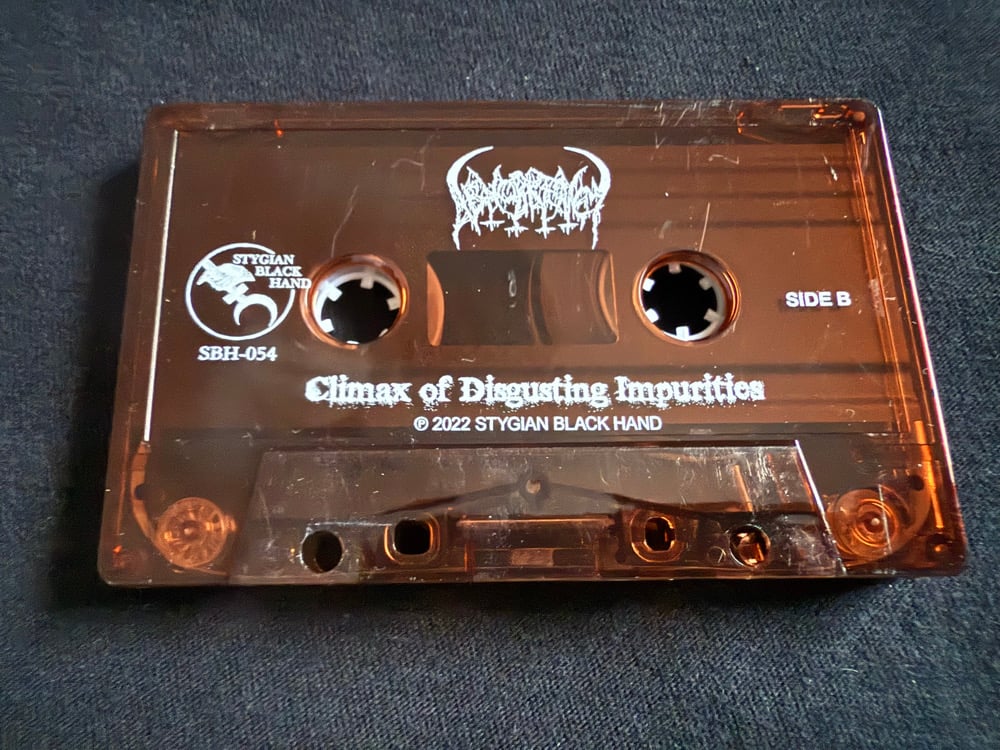 STYGIAN
BLACK
HAND
SBH-054
SIDE B
Climax of Disgusting Impurities
℗ 2022 STYGIAN BLACK HAND